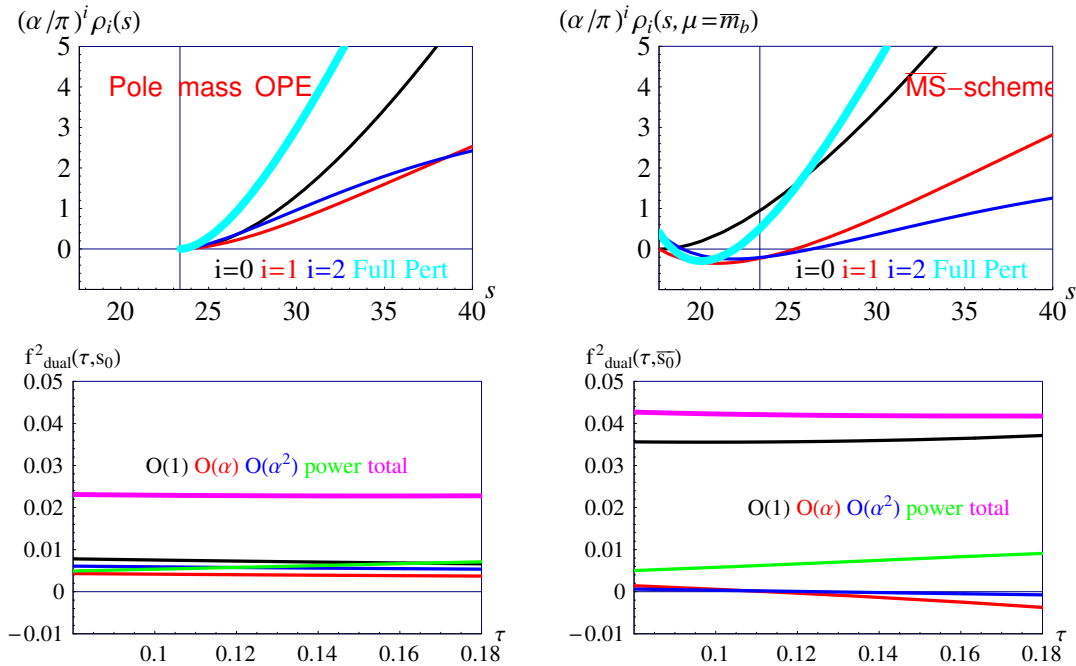 (α/π)^i ρ_i(s)
5
4
3
2
1
0
Pole mass OPE
i=0 i=1 i=2 Full Pert
20 25 30 35 40
s
(α/π)^i ρ_i(s, μ=m̅_b)
5
4
3
2
1
0
M̅S̅−scheme
i=0 i=1 i=2 Full Pert
20 25 30 35 40
s
f²_dual(τ,s₀)
0.05
0.04
0.03
0.02
0.01
0
−0.01
O(1) O(α) O(α²) power total
0.1 0.12 0.14 0.16 0.18
τ
f²_dual(τ,s̅₀)
0.05
0.04
0.03
0.02
0.01
0
−0.01
O(1) O(α) O(α²) power total
0.1 0.12 0.14 0.16 0.18
τ